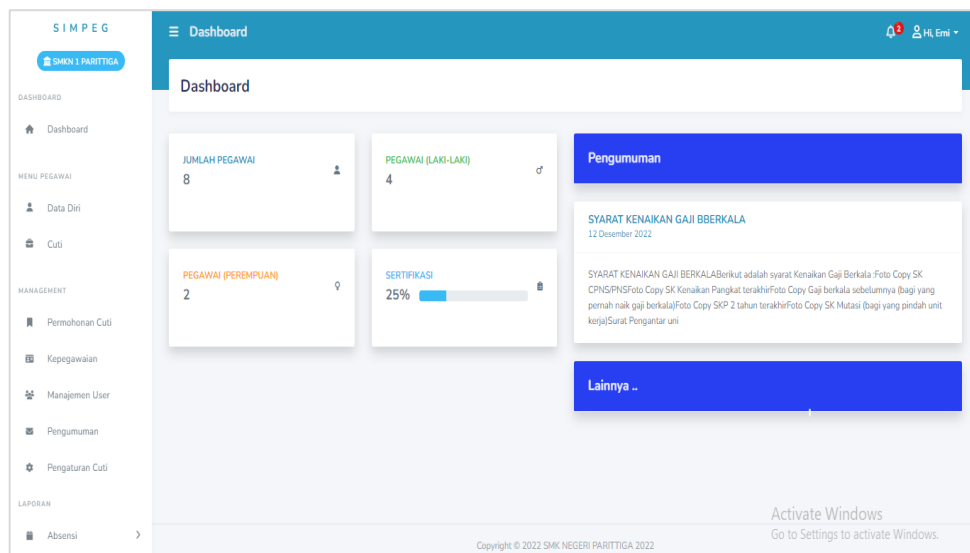 SIMPEG
SMKN 1 PARITTIGA
DASHBOARD
Dashboard
MENU PEGAWAI
Data Diri
Cuti
MANAGEMENT
Permohonan Cuti
Kepegawaian
Manajemen User
Pengumuman
Pengaturan Cuti
LAPORAN
Absensi
Dashboard
2
Hi, Emi
Dashboard
JUMLAH PEGAWAI
8
PEGAWAI (LAKI-LAKI)
4
PEGAWAI (PEREMPUAN)
2
SERTIFIKASI
25%
Pengumuman
SYARAT KENAIKAN GAJI BBERKALA
12 Desember 2022
SYARAT KENAIKAN GAJI BERKALABerikut adalah syarat Kenaikan Gaji Berkala :Foto Copy SK
CPNS/PNSFoto Copy SK Kenaikan Pangkat terakhirFoto Copy Gaji berkala sebelumnya (bagi yang
pernah naik gaji berkala)Foto Copy SKP 2 tahun terakhirFoto Copy SK Mutasi (bagi yang pindah unit
kerja)Surat Pengantar uni
Lainnya ..
Activate Windows
Go to Settings to activate Windows.
Copyright © 2022 SMK NEGERI PARITTIGA 2022